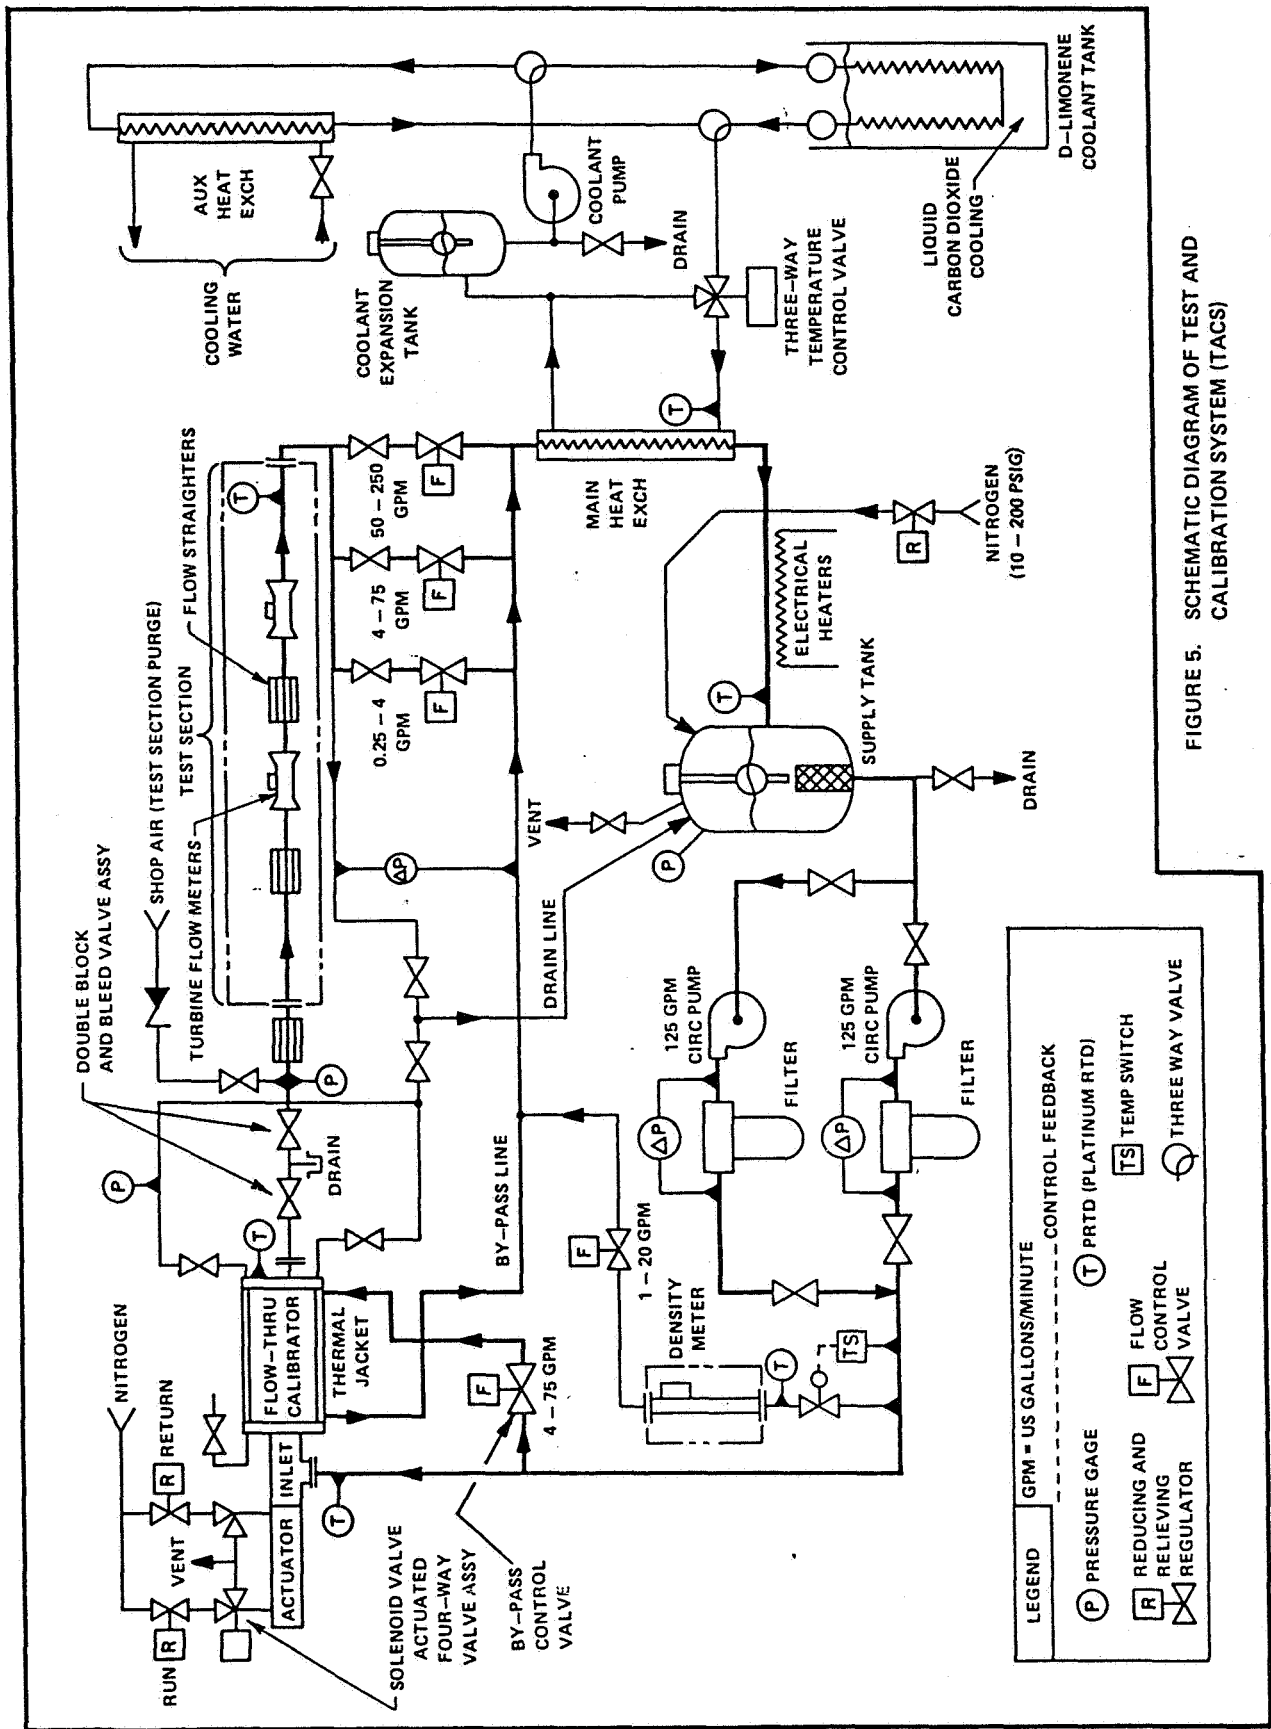 NITROGEN
RUN
R
R
RETURN
VENT
ACTUATOR
INLET
FLOW-THRU
CALIBRATOR
THERMAL
JACKET
T
T
P
DRAIN
DOUBLE BLOCK
AND BLEED VALVE ASSY
SHOP AIR (TEST SECTION PURGE)
P
TURBINE FLOW METERS
TEST SECTION
FLOW STRAIGHTERS
T
SOLENOID VALVE
ACTUATED
FOUR-WAY
VALVE ASSY
BY-PASS
CONTROL
VALVE
F
4 – 75 GPM
BY-PASS LINE
DRAIN LINE
ΔP
0.25 – 4
GPM
F
4 – 75
GPM
F
50 – 250
GPM
F
COOLING
WATER
AUX
HEAT
EXCH
COOLANT
EXPANSION
TANK
COOLANT
PUMP
DRAIN
MAIN
HEAT
EXCH
T
THREE-WAY
TEMPERATURE
CONTROL VALVE
LIQUID
CARBON DIOXIDE
COOLING
D-LIMONENE
COOLANT TANK
DENSITY
METER
T
TS
F
1 – 20 GPM
ΔP
FILTER
125 GPM
CIRC PUMP
ΔP
FILTER
125 GPM
CIRC PUMP
VENT
P
T
SUPPLY TANK
DRAIN
ELECTRICAL
HEATERS
R
NITROGEN
(10 – 200 PSIG)
LEGEND
GPM = US GALLONS/MINUTE
CONTROL FEEDBACK
P PRESSURE GAGE
T PRTD (PLATINUM RTD)
R REDUCING AND
RELIEVING
REGULATOR
F FLOW
CONTROL
VALVE
TS TEMP SWITCH
THREE WAY VALVE
FIGURE 5. SCHEMATIC DIAGRAM OF TEST AND
CALIBRATION SYSTEM (TACS)